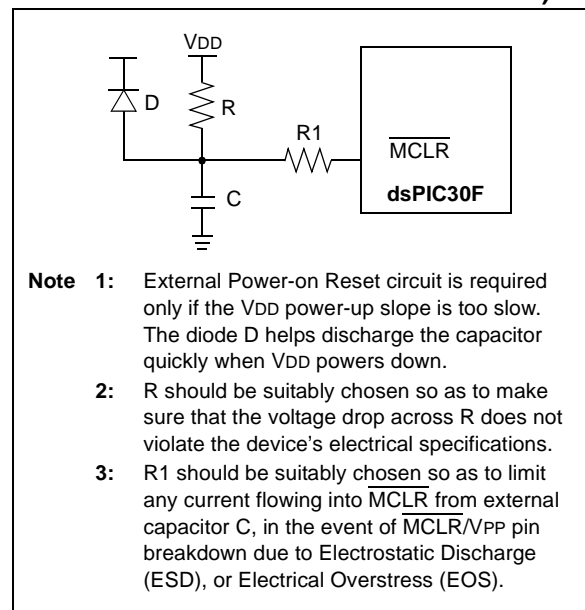 VDD
D
R
R1
MCLR
dsPIC30F
C
Note 1: External Power-on Reset circuit is required
only if the VDD power-up slope is too slow.
The diode D helps discharge the capacitor
quickly when VDD powers down.
2: R should be suitably chosen so as to make
sure that the voltage drop across R does not
violate the device's electrical specifications.
3: R1 should be suitably chosen so as to limit
any current flowing into MCLR from external
capacitor C, in the event of MCLR/VPP pin
breakdown due to Electrostatic Discharge
(ESD), or Electrical Overstress (EOS).